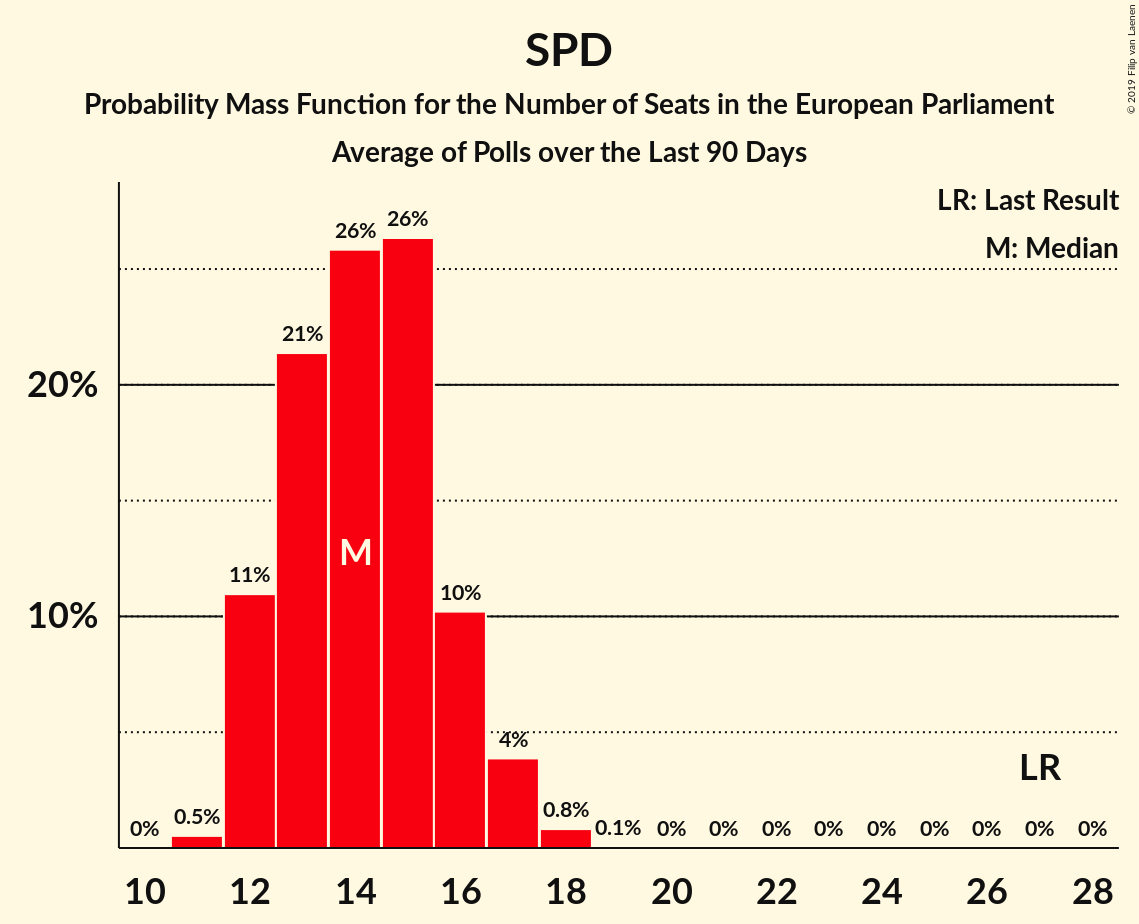 SPD
Probability Mass Function for the Number of Seats in the European Parliament
Average of Polls over the Last 90 Days
© 2019 Filip van Laenen
LR: Last Result
M: Median
20%
10%
0%
0.5%
11%
21%
26%
26%
10%
4%
0.8%
0.1%
0%
0%
0%
0%
0%
0%
0%
0%
0%
M
LR
10 12 14 16 18 20 22 24 26 28